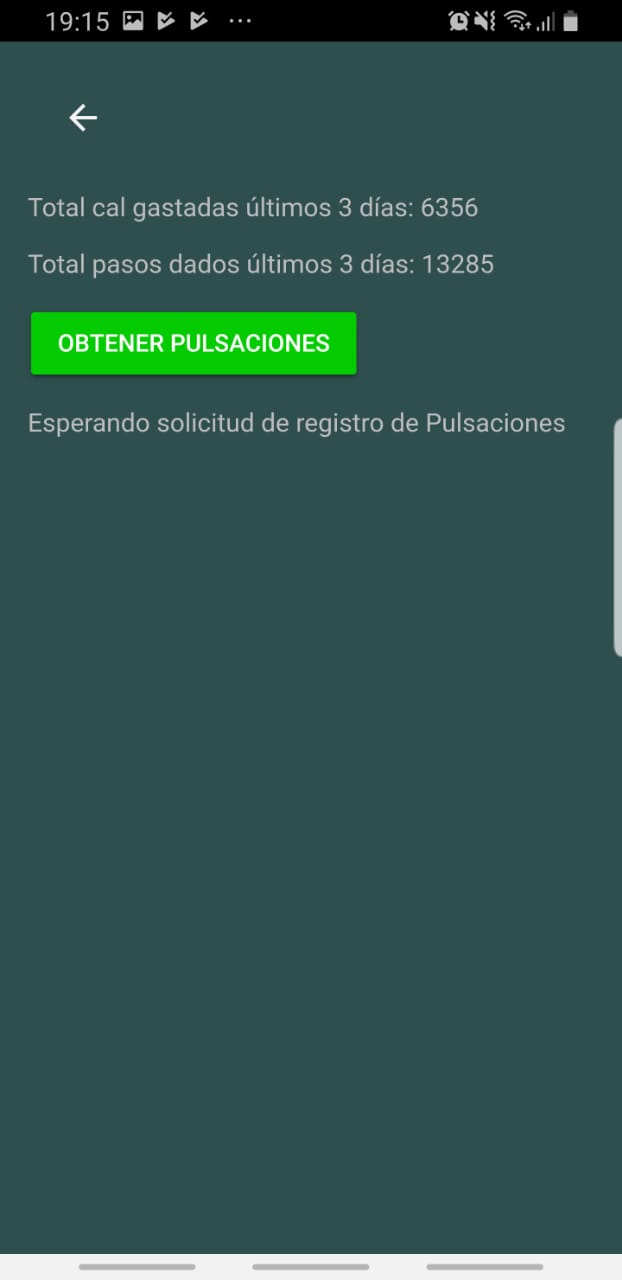 19:15
Total cal gastadas últimos 3 días: 6356
Total pasos dados últimos 3 días: 13285
OBTENER PULSACIONES
Esperando solicitud de registro de Pulsaciones